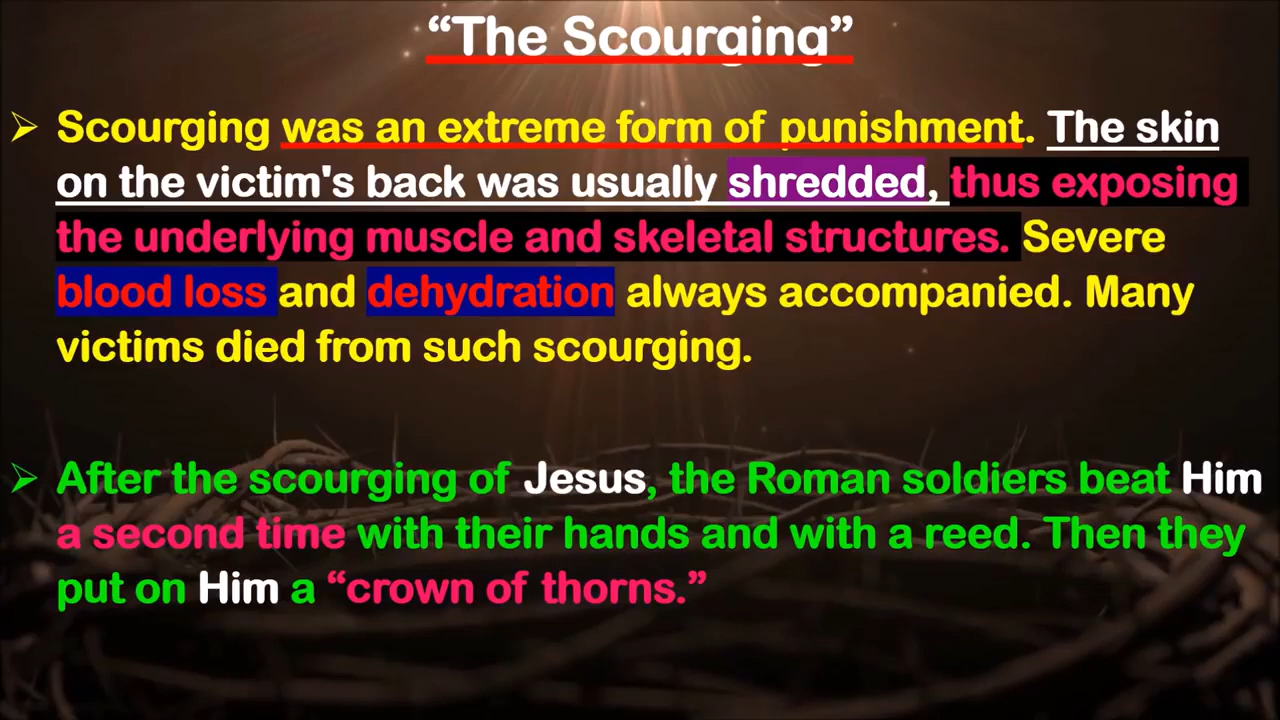 “The Scourging”
➢ Scourging was an extreme form of punishment. The skin
on the victim's back was usually shredded, thus exposing
the underlying muscle and skeletal structures. Severe
blood loss and dehydration always accompanied. Many
victims died from such scourging.
➢ After the scourging of Jesus, the Roman soldiers beat Him
a second time with their hands and with a reed. Then they
put on Him a “crown of thorns.”